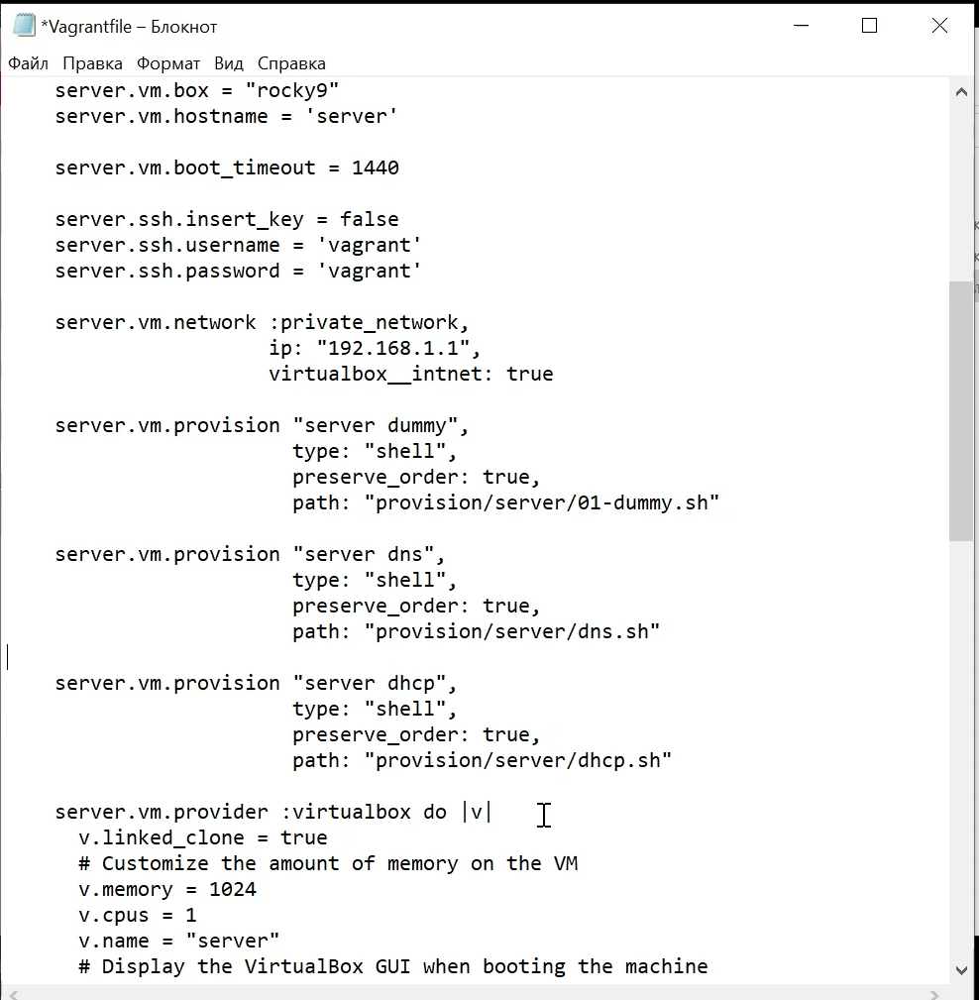 *Vagrantfile – Блокнот
Файл Правка Формат Вид Справка
server.vm.box = "rocky9"
server.vm.hostname = 'server'
server.vm.boot_timeout = 1440
server.ssh.insert_key = false
server.ssh.username = 'vagrant'
server.ssh.password = 'vagrant'
server.vm.network :private_network,
ip: "192.168.1.1",
virtualbox__intnet: true
server.vm.provision "server dummy",
type: "shell",
preserve_order: true,
path: "provision/server/01-dummy.sh"
server.vm.provision "server dns",
type: "shell",
preserve_order: true,
path: "provision/server/dns.sh"
server.vm.provision "server dhcp",
type: "shell",
preserve_order: true,
path: "provision/server/dhcp.sh"
server.vm.provider :virtualbox do |v|
v.linked_clone = true
# Customize the amount of memory on the VM
v.memory = 1024
v.cpus = 1
v.name = "server"
# Display the VirtualBox GUI when booting the machine